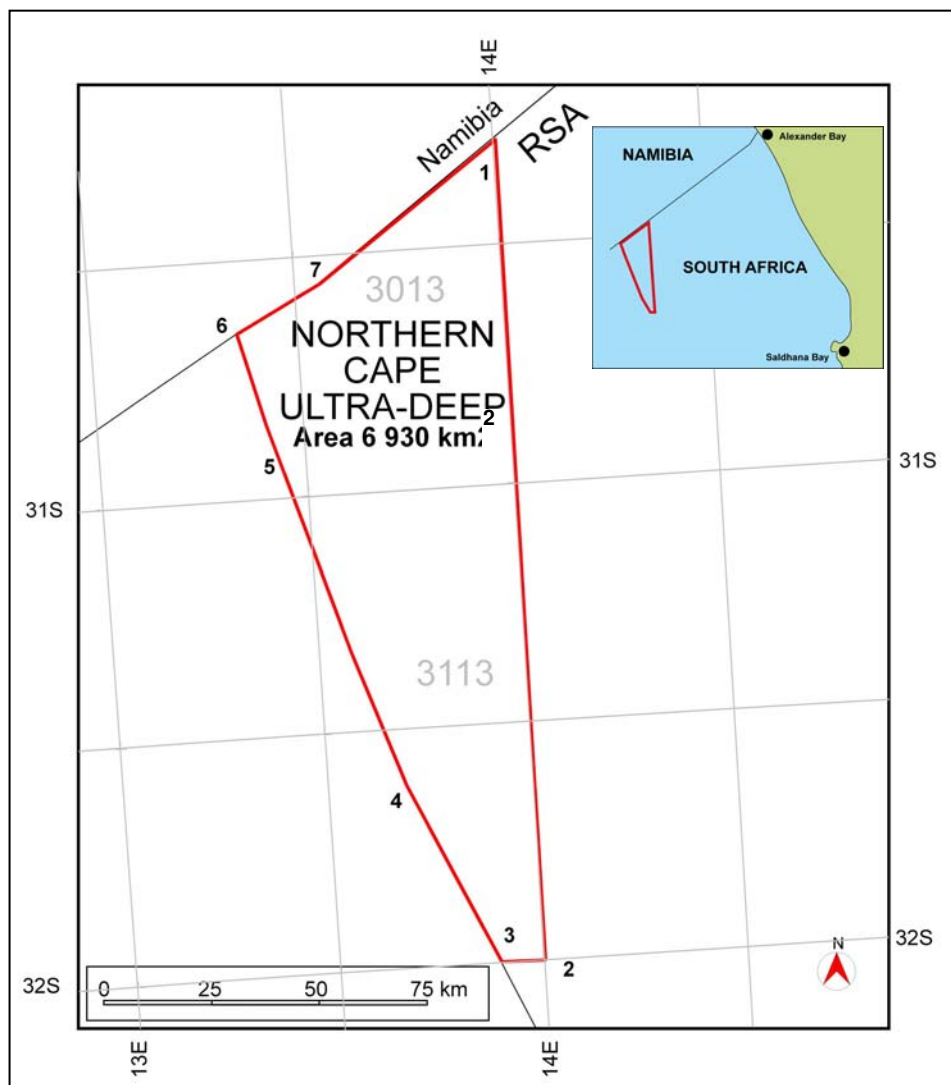 14E
Namibia
RSA
1
7
6
3013
NORTHERN
CAPE
ULTRA-DEEP
Area 6 930 km2
5
31S
31S
3113
4
3
2
32S
32S
0 25 50 75 km
N
13E
14E
Alexander Bay
NAMIBIA
SOUTH AFRICA
Saldhana Bay